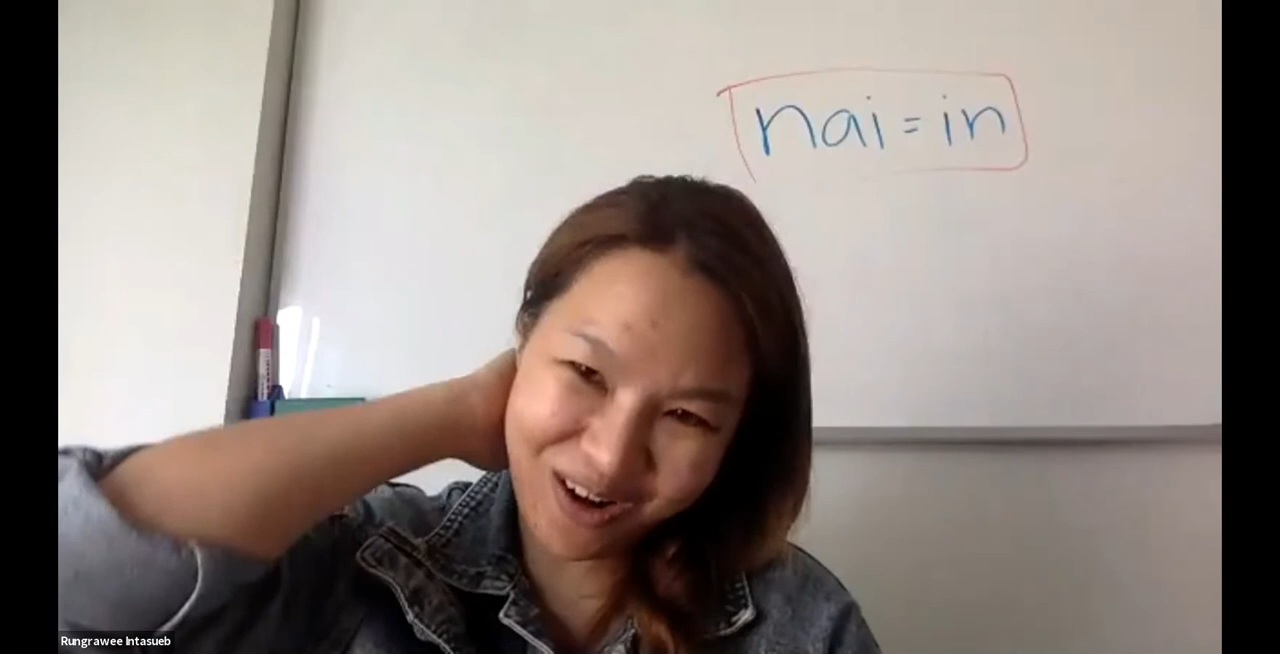 nai = in
Rungrawee Intasueb